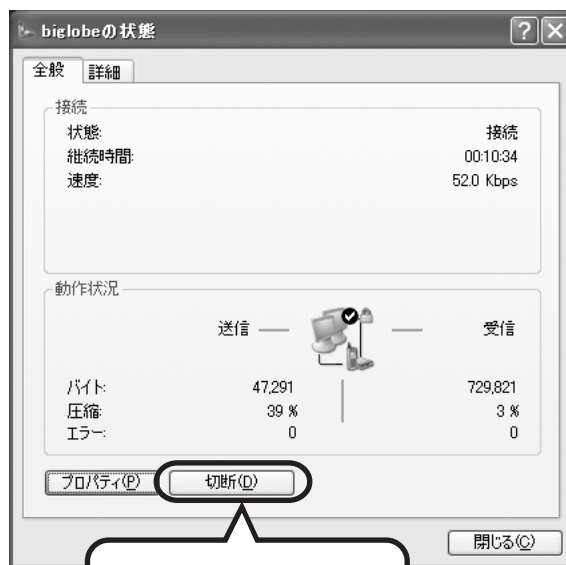 biglobeの状態
全般 詳細
接続
状態: 接続
継続時間: 00:10:34
速度: 52.0 Kbps
動作状況
送信 受信
バイト: 47,291 729,821
圧縮: 39 % 3 %
エラー: 0 0
プロパティ(P) 切断(D)
閉じる(C)